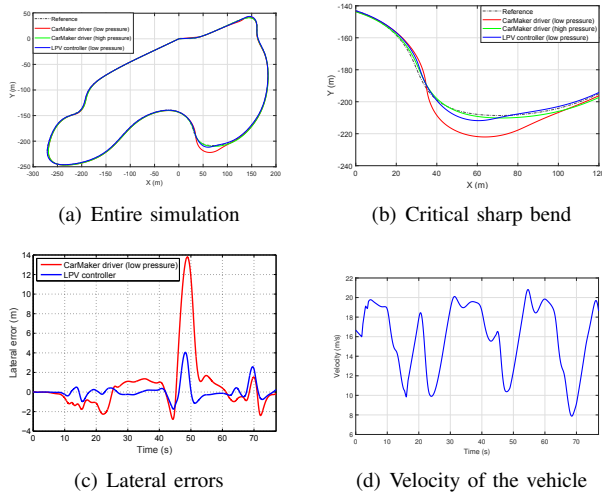 50
0
-50
-100
-150
-200
-250
Y (m)
-300 -250 -200 -150 -100 -50 0 50 100 150 200
X (m)
Reference
CarMaker driver (low pressure)
CarMaker driver (high pressure)
LPV controller (low pressure)
(a) Entire simulation
-140
-160
-180
-200
-220
-240
Y (m)
0 20 40 60 80 100 120
X (m)
Reference
CarMaker driver (low pressure)
CarMaker driver (high pressure)
LPV controller (low pressure)
(b) Critical sharp bend
14
12
10
8
6
4
2
0
−2
−4
Lateral error (m)
0 10 20 30 40 50 60 70
Time (s)
CarMaker driver (low pressure)
LPV controller
(c) Lateral errors
22
20
18
16
14
12
10
8
6
Velocity (m/s)
0 10 20 30 40 50 60 70
Time (s)
(d) Velocity of the vehicle